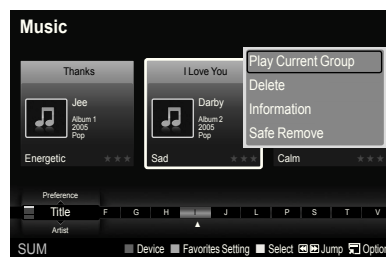 Music
Thanks
I Love You
Play Current Group
Delete
Information
Safe Remove
Jee
Album 1
2005
Pop
Darby
Album 2
2005
Pop
Energetic
Sad
Calm
Preference
Title F G H I J L P S T V
Artist
SUM Device Favorites Setting Select Jump Option